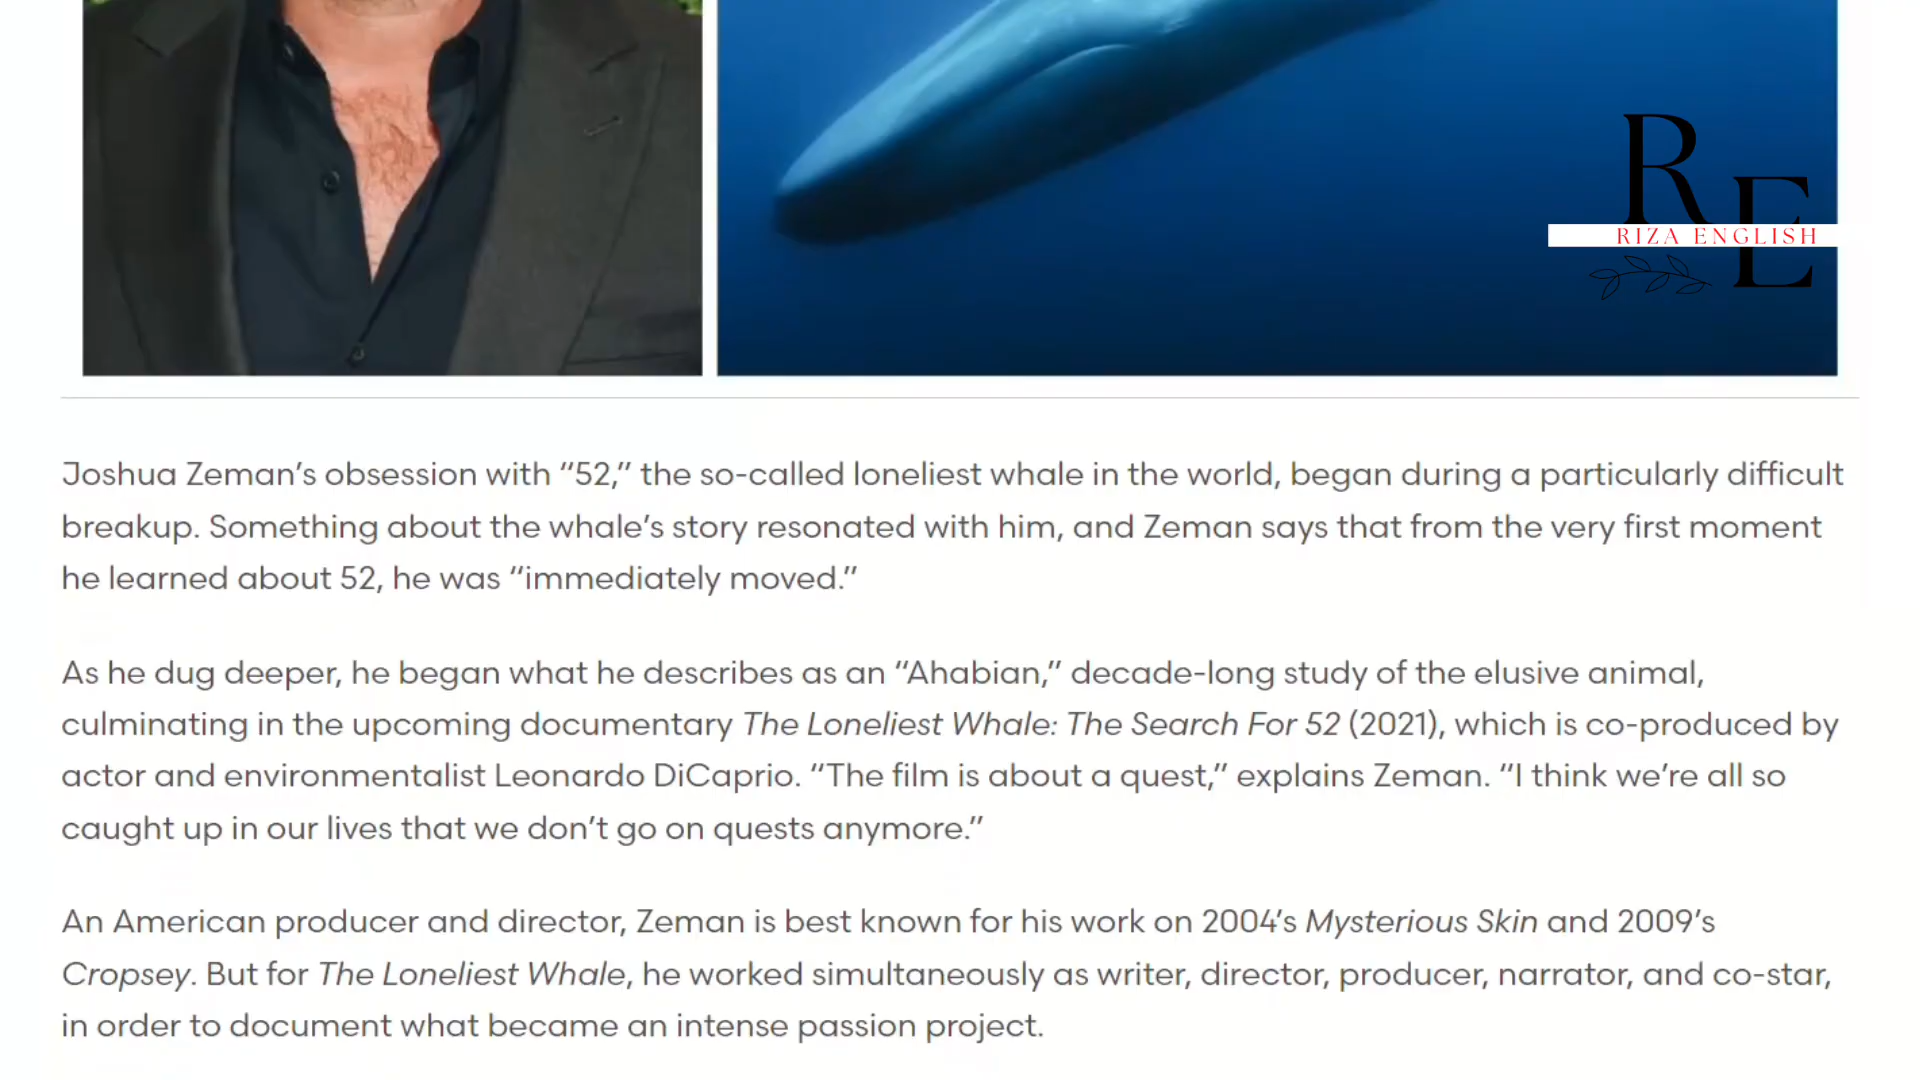 R
E
RIZA ENGLISH
Joshua Zeman’s obsession with “52,” the so-called loneliest whale in the world, began during a particularly difficult
breakup. Something about the whale’s story resonated with him, and Zeman says that from the very first moment
he learned about 52, he was “immediately moved.”
As he dug deeper, he began what he describes as an “Ahabian,” decade-long study of the elusive animal,
culminating in the upcoming documentary The Loneliest Whale: The Search For 52 (2021), which is co-produced by
actor and environmentalist Leonardo DiCaprio. “The film is about a quest,” explains Zeman. “I think we’re all so
caught up in our lives that we don’t go on quests anymore.”
An American producer and director, Zeman is best known for his work on 2004’s Mysterious Skin and 2009’s
Cropsey. But for The Loneliest Whale, he worked simultaneously as writer, director, producer, narrator, and co-star,
in order to document what became an intense passion project.